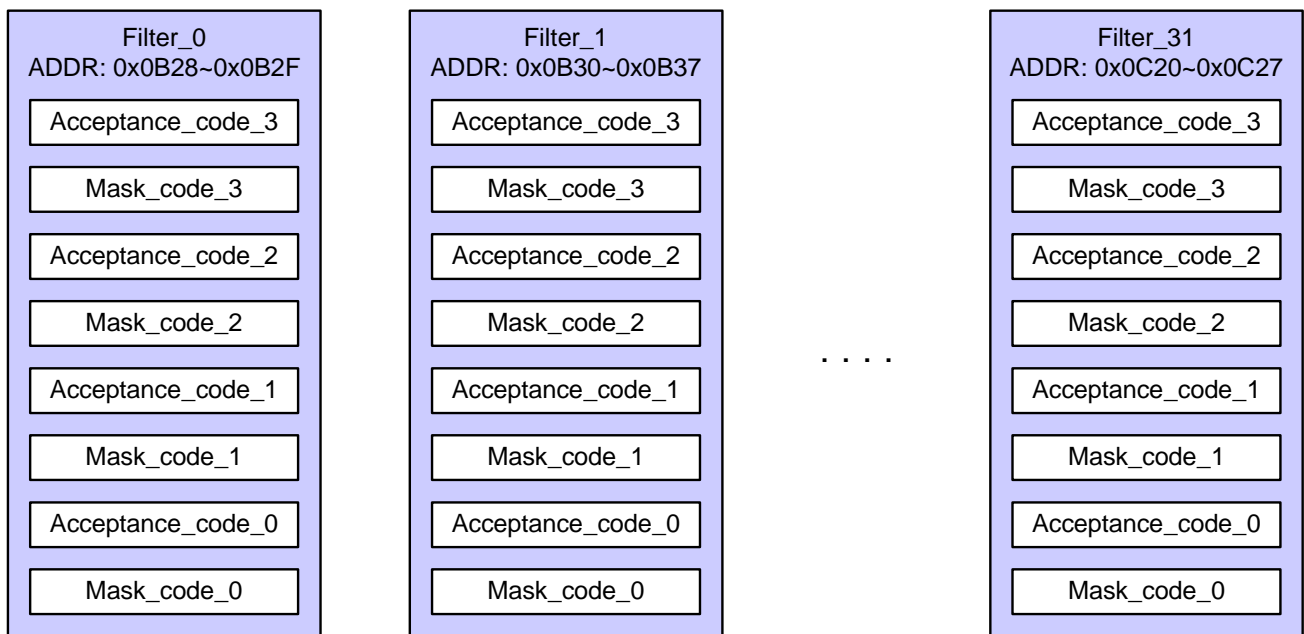 Filter_0
ADDR: 0x0B28~0x0B2F
Acceptance_code_3
Mask_code_3
Acceptance_code_2
Mask_code_2
Acceptance_code_1
Mask_code_1
Acceptance_code_0
Mask_code_0
Filter_1
ADDR: 0x0B30~0x0B37
Acceptance_code_3
Mask_code_3
Acceptance_code_2
Mask_code_2
Acceptance_code_1
Mask_code_1
Acceptance_code_0
Mask_code_0
. . . .
Filter_31
ADDR: 0x0C20~0x0C27
Acceptance_code_3
Mask_code_3
Acceptance_code_2
Mask_code_2
Acceptance_code_1
Mask_code_1
Acceptance_code_0
Mask_code_0